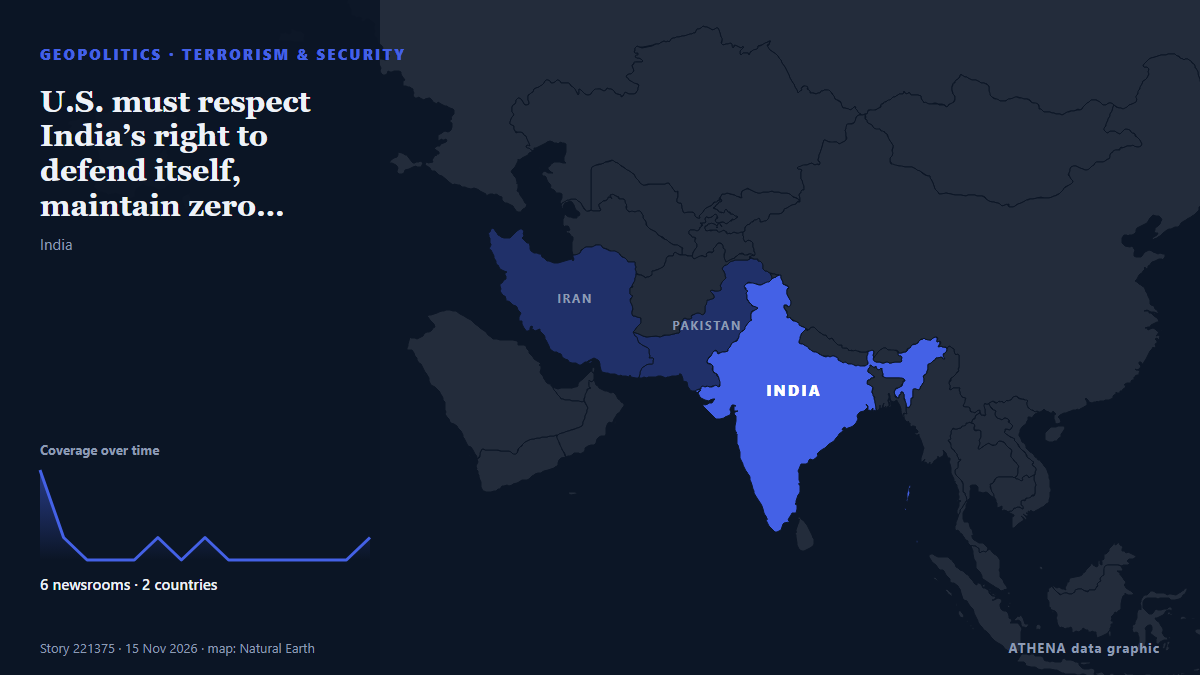 GEOPOLITICS · TERRORISM & SECURITY
U.S. must respect
India’s right to
defend itself,
maintain zero…
India
IRAN
PAKISTAN
INDIA
Coverage over time
6 newsrooms · 2 countries
Story 221375 · 15 Nov 2026 · map: Natural Earth
ATHENA data graphic